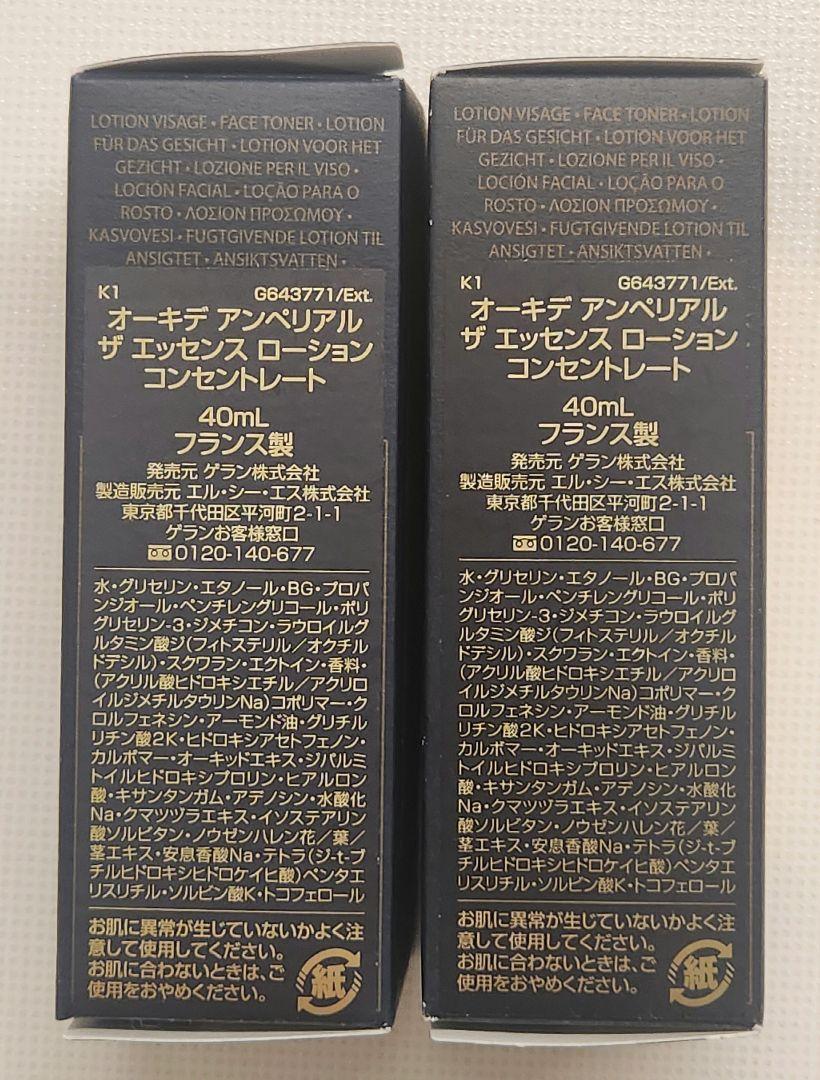 LOTION VISAGE • FACE TONER • LOTION
FÜR DAS GESICHT • LOTION VOOR HET
GEZICHT • LOZIONE PER IL VISO •
LOCIÓN FACIAL • LOÇÃO PARA O
ROSTO • ΛΟΣΙΟΝ ΠΡΟΣΩΜΟΥ •
KASVOVESI • FUGTGIVENDE LOTION TIL
ANSIGTET • ANSIKTSVATTEN •
K1 G643771/Ext.
オーキデ アンペリアル
ザ エッセンス ローション
コンセントレート
40mL
フランス製
発売元 ゲラン株式会社
製造販売元 エル・シー・エス株式会社
東京都千代田区平河町2-1-1
ゲランお客様窓口
0120-140-677
水・グリセリン・エタノール・BG・プロパ
ンジオール・ペンチレングリコール・ポリ
グリセリン-3・ジメチコン・ラウロイルグ
ルタミン酸ジ(フィトステリル/オクチル
ドデシル)・スクワラン・エクトイン・香料・
(アクリル酸ヒドロキシエチル/アクリロ
イルジメチルタウリンNa)コポリマー・ク
ロルフェネシン・アーモンド油・グリチル
リチン酸2K・ヒドロキシアセトフェノン・
カルボマー・オーキッドエキス・ジパルミ
トイルヒドロキシプロリン・ヒアルロン
酸・キサンタンガム・アデノシン・水酸化
Na・クマツヅラエキス・イソステアリン
酸ソルビタン・ノウゼンハレン花/葉/
茎エキス・安息香酸Na・テトラ(ジ-t-ブ
チルヒドロキシヒドロケイヒ酸)ペンタエ
リスリチル・ソルビン酸K・トコフェロール
お肌に異常が生じていないかよく注
意して使用してください。
お肌に合わないときは、ご
使用をおやめください。
紙
LOTION VISAGE • FACE TONER • LOTION
FÜR DAS GESICHT • LOTION VOOR HET
GEZICHT • LOZIONE PER IL VISO •
LOCIÓN FACIAL • LOÇÃO PARA O
ROSTO • ΛΟΣΙΟΝ ΠΡΟΣΩΜΟΥ •
KASVOVESI • FUGTGIVENDE LOTION TIL
ANSIGTET • ANSIKTSVATTEN •
K1 G643771/Ext.
オーキデ アンペリアル
ザ エッセンス ローション
コンセントレート
40mL
フランス製
発売元 ゲラン株式会社
製造販売元 エル・シー・エス株式会社
東京都千代田区平河町2-1-1
ゲランお客様窓口
0120-140-677
水・グリセリン・エタノール・BG・プロパ
ンジオール・ペンチレングリコール・ポリ
グリセリン-3・ジメチコン・ラウロイルグ
ルタミン酸ジ(フィトステリル/オクチル
ドデシル)・スクワラン・エクトイン・香料・
(アクリル酸ヒドロキシエチル/アクリロ
イルジメチルタウリンNa)コポリマー・ク
ロルフェネシン・アーモンド油・グリチル
リチン酸2K・ヒドロキシアセトフェノン・
カルボマー・オーキッドエキス・ジパルミ
トイルヒドロキシプロリン・ヒアルロン
酸・キサンタンガム・アデノシン・水酸化
Na・クマツヅラエキス・イソステアリン
酸ソルビタン・ノウゼンハレン花/葉/
茎エキス・安息香酸Na・テトラ(ジ-t-ブ
チルヒドロキシヒドロケイヒ酸)ペンタエ
リスリチル・ソルビン酸K・トコフェロール
お肌に異常が生じていないかよく注
意して使用してください。
お肌に合わないときは、ご
使用をおやめください。
紙